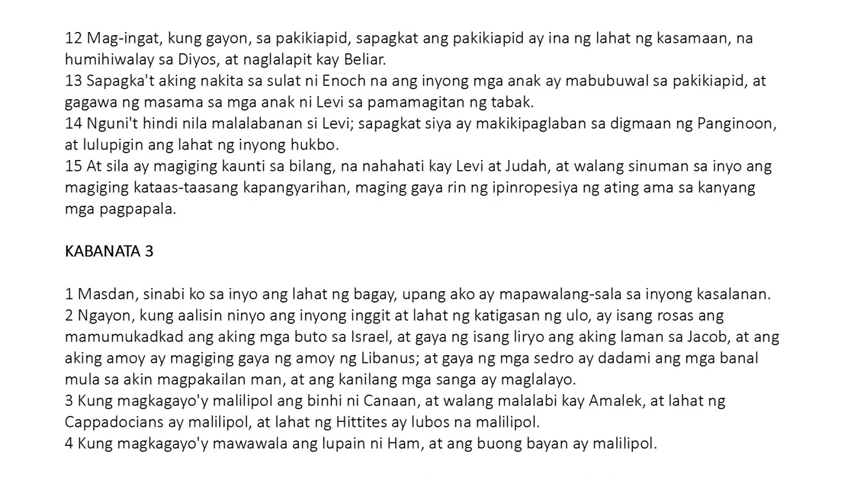 12 Mag-ingat, kung gayon, sa pakikiapid, sapagkat ang pakikiapid ay ina ng lahat ng kasamaan, na
humihiwalay sa Diyos, at naglalapit kay Beliar.
13 Sapagka't aking nakita sa sulat ni Enoch na ang inyong mga anak ay mabubuwal sa pakikiapid, at
gagawa ng masama sa mga anak ni Levi sa pamamagitan ng tabak.
14 Nguni't hindi nila malalabanan si Levi; sapagkat siya ay makikipaglaban sa digmaan ng Panginoon,
at lulupigin ang lahat ng inyong hukbo.
15 At sila ay magiging kaunti sa bilang, na nahahati kay Levi at Judah, at walang sinuman sa inyo ang
magiging kataas-taasang kapangyarihan, maging gaya rin ng ipinropesiya ng ating ama sa kanyang
mga pagpapala.
KABANATA 3
1 Masdan, sinabi ko sa inyo ang lahat ng bagay, upang ako ay mapawalang-sala sa inyong kasalanan.
2 Ngayon, kung aalisin ninyo ang inyong inggit at lahat ng katigasan ng ulo, ay isang rosas ang
mamumukadkad ang aking mga buto sa Israel, at gaya ng isang liryo ang aking laman sa Jacob, at ang
aking amoy ay magiging gaya ng amoy ng Libanus; at gaya ng mga sedro ay dadami ang mga banal
mula sa akin magpakailan man, at ang kanilang mga sanga ay maglalayo.
3 Kung magkagayo'y malilipol ang binhi ni Canaan, at walang malalabi kay Amalek, at lahat ng
Cappadocians ay malilipol, at lahat ng Hittites ay lubos na malilipol.
4 Kung magkagayo'y mawawala ang lupain ni Ham, at ang buong bayan ay malilipol.